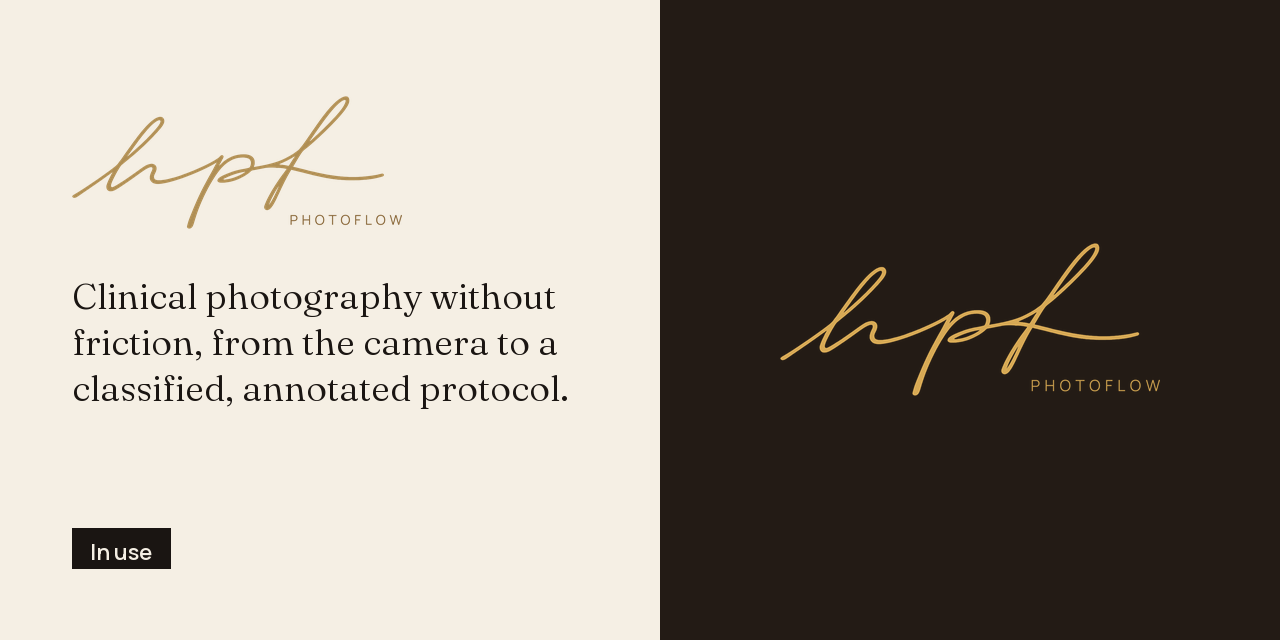 hpf
PHOTOFLOW
Clinical photography without
friction, from the camera to a
classified, annotated protocol.
In use
hpf
PHOTOFLOW